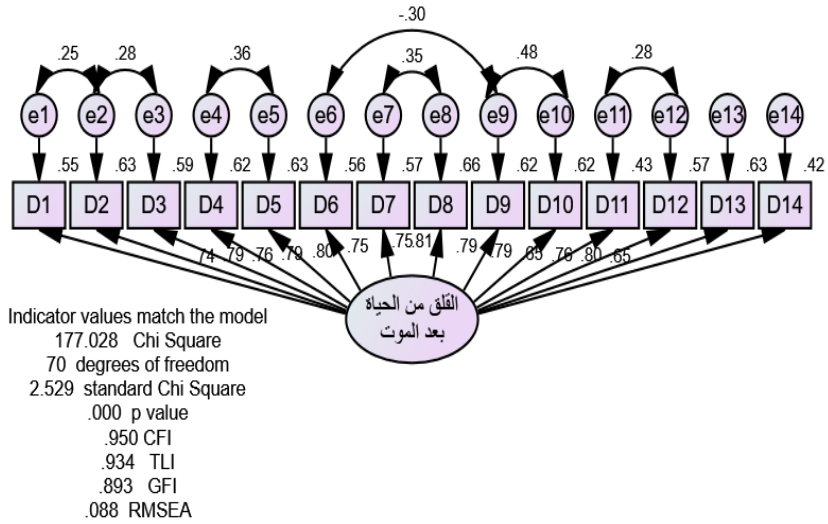 -.30
.25 .28 .36 .35 .48 .28
e1 e2 e3 e4 e5 e6 e7 e8 e9 e10 e11 e12 e13 e14
.55 .63 .59 .62 .63 .56 .57 .66 .62 .62 .43 .57 .63 .42
D1 D2 D3 D4 D5 D6 D7 D8 D9 D10 D11 D12 D13 D14
.74 .79 .76 .79 .80 .75 .75 .81 .79 .79 .65 .76 .80 .65
القلق من الحياة
بعد الموت
Indicator values match the model
177.028 Chi Square
70 degrees of freedom
2.529 standard Chi Square
.000 p value
.950 CFI
.934 TLI
.893 GFI
.088 RMSEA